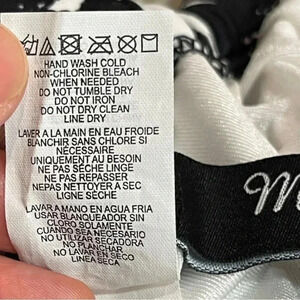 HAND WASH COLD
NON-CHLORINE BLEACH
WHEN NEEDED
DO NOT TUMBLE DRY
DO NOT IRON
DO NOT DRY CLEAN
LINE DRY
LAVER A LA MAIN EN EAU FROIDE
BLANCHIR SANS CHLORE SI
NÉCESSAIRE
UNIQUEMENT AU BESOIN
NE PAS SÉCHE LINGE
NE PAS REPASSER
NEPAS NETTOYER A SEC
LIGNE SÈCHE
LAVAR A MANO EN AGUA FRIA
USAR BLANQUEADOR SIN
CLORO SOLAMENTE
CUANDO SEA NECESARIO
NO UTILIZAR SECADORA
NO PLANCHAR
NO LAVAR EN SECO
LINEA SECA